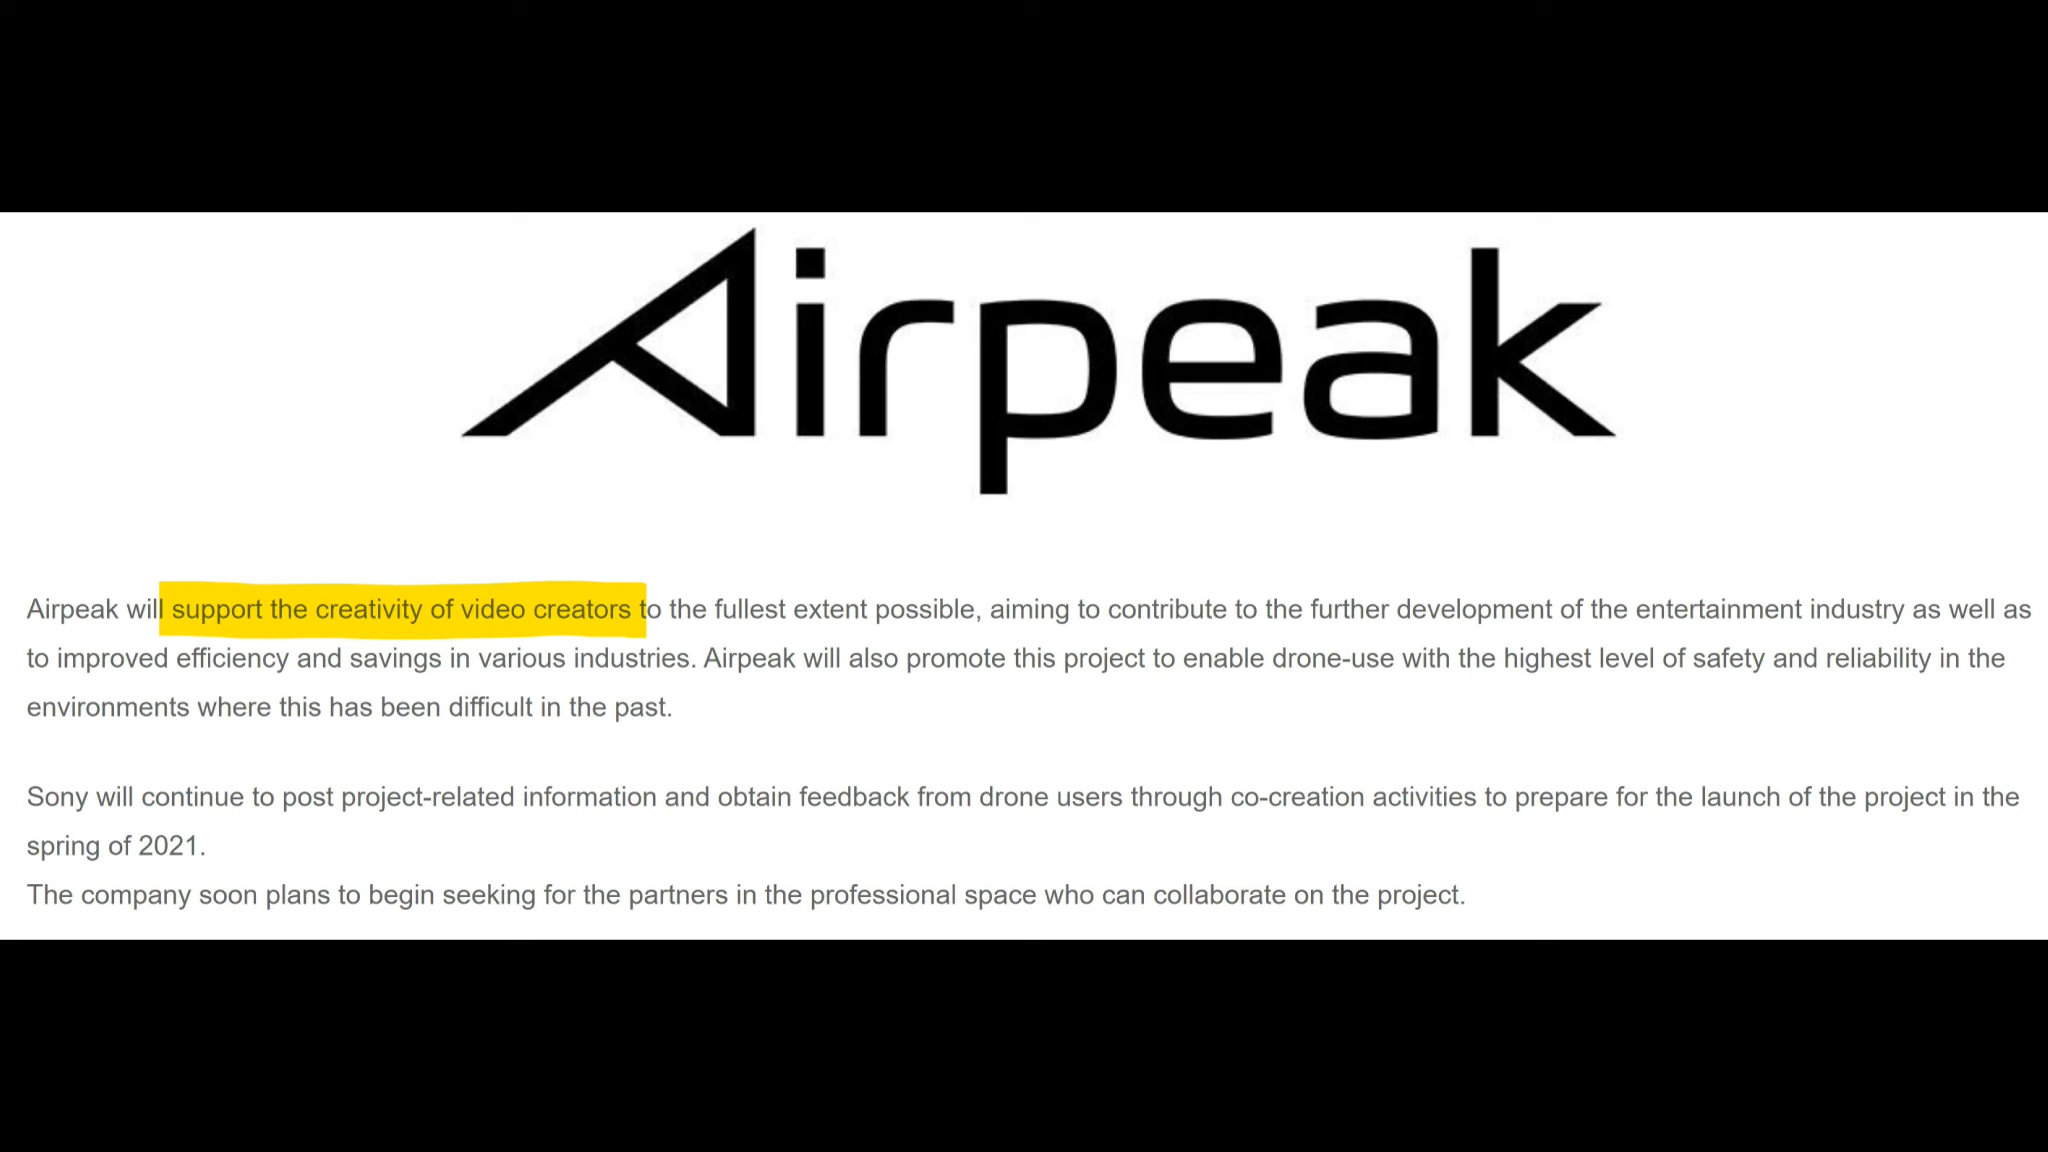 Airpeak
Airpeak will support the creativity of video creators to the fullest extent possible, aiming to contribute to the further development of the entertainment industry as well as
to improved efficiency and savings in various industries. Airpeak will also promote this project to enable drone-use with the highest level of safety and reliability in the
environments where this has been difficult in the past.
Sony will continue to post project-related information and obtain feedback from drone users through co-creation activities to prepare for the launch of the project in the
spring of 2021.
The company soon plans to begin seeking for the partners in the professional space who can collaborate on the project.